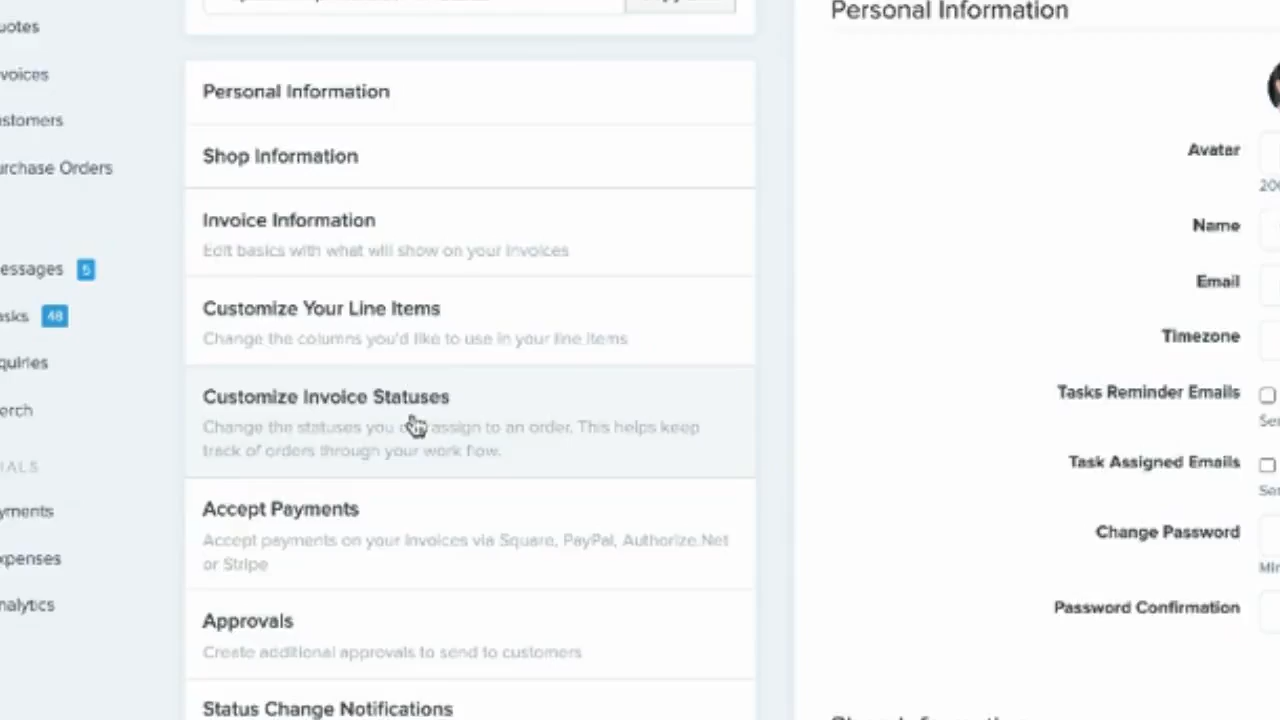 uotes
voices
stomers
urchase Orders
essages 5
asks 48
quiries
erch
IALS
yments
xpenses
nalytics
Personal Information
Shop Information
Invoice Information
Edit basics with what will show on your invoices
Customize Your Line Items
Change the columns you'd like to use in your line items
Customize Invoice Statuses
Change the statuses you assign to an order. This helps keep
track of orders through your work flow.
Accept Payments
Accept payments on your invoices via Square, PayPal, Authorize.Net
or Stripe
Approvals
Create additional approvals to send to customers
Status Change Notifications
Personal Information
Avatar
200
Name
Email
Timezone
Tasks Reminder Emails
Task Assigned Emails
Change Password
Password Confirmation